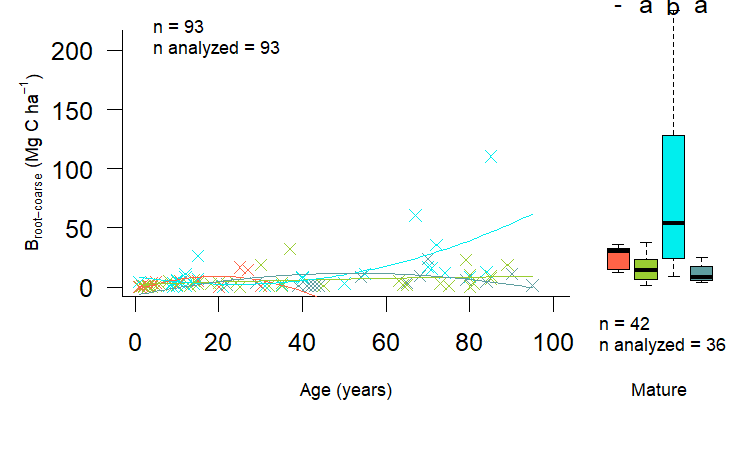 - a b a
n = 93
n analyzed = 93
200
150
100
50
0
B root−coarse (Mg C ha −1)
0 20 40 60 80 100
Age (years)
n = 42
n analyzed = 36
Mature